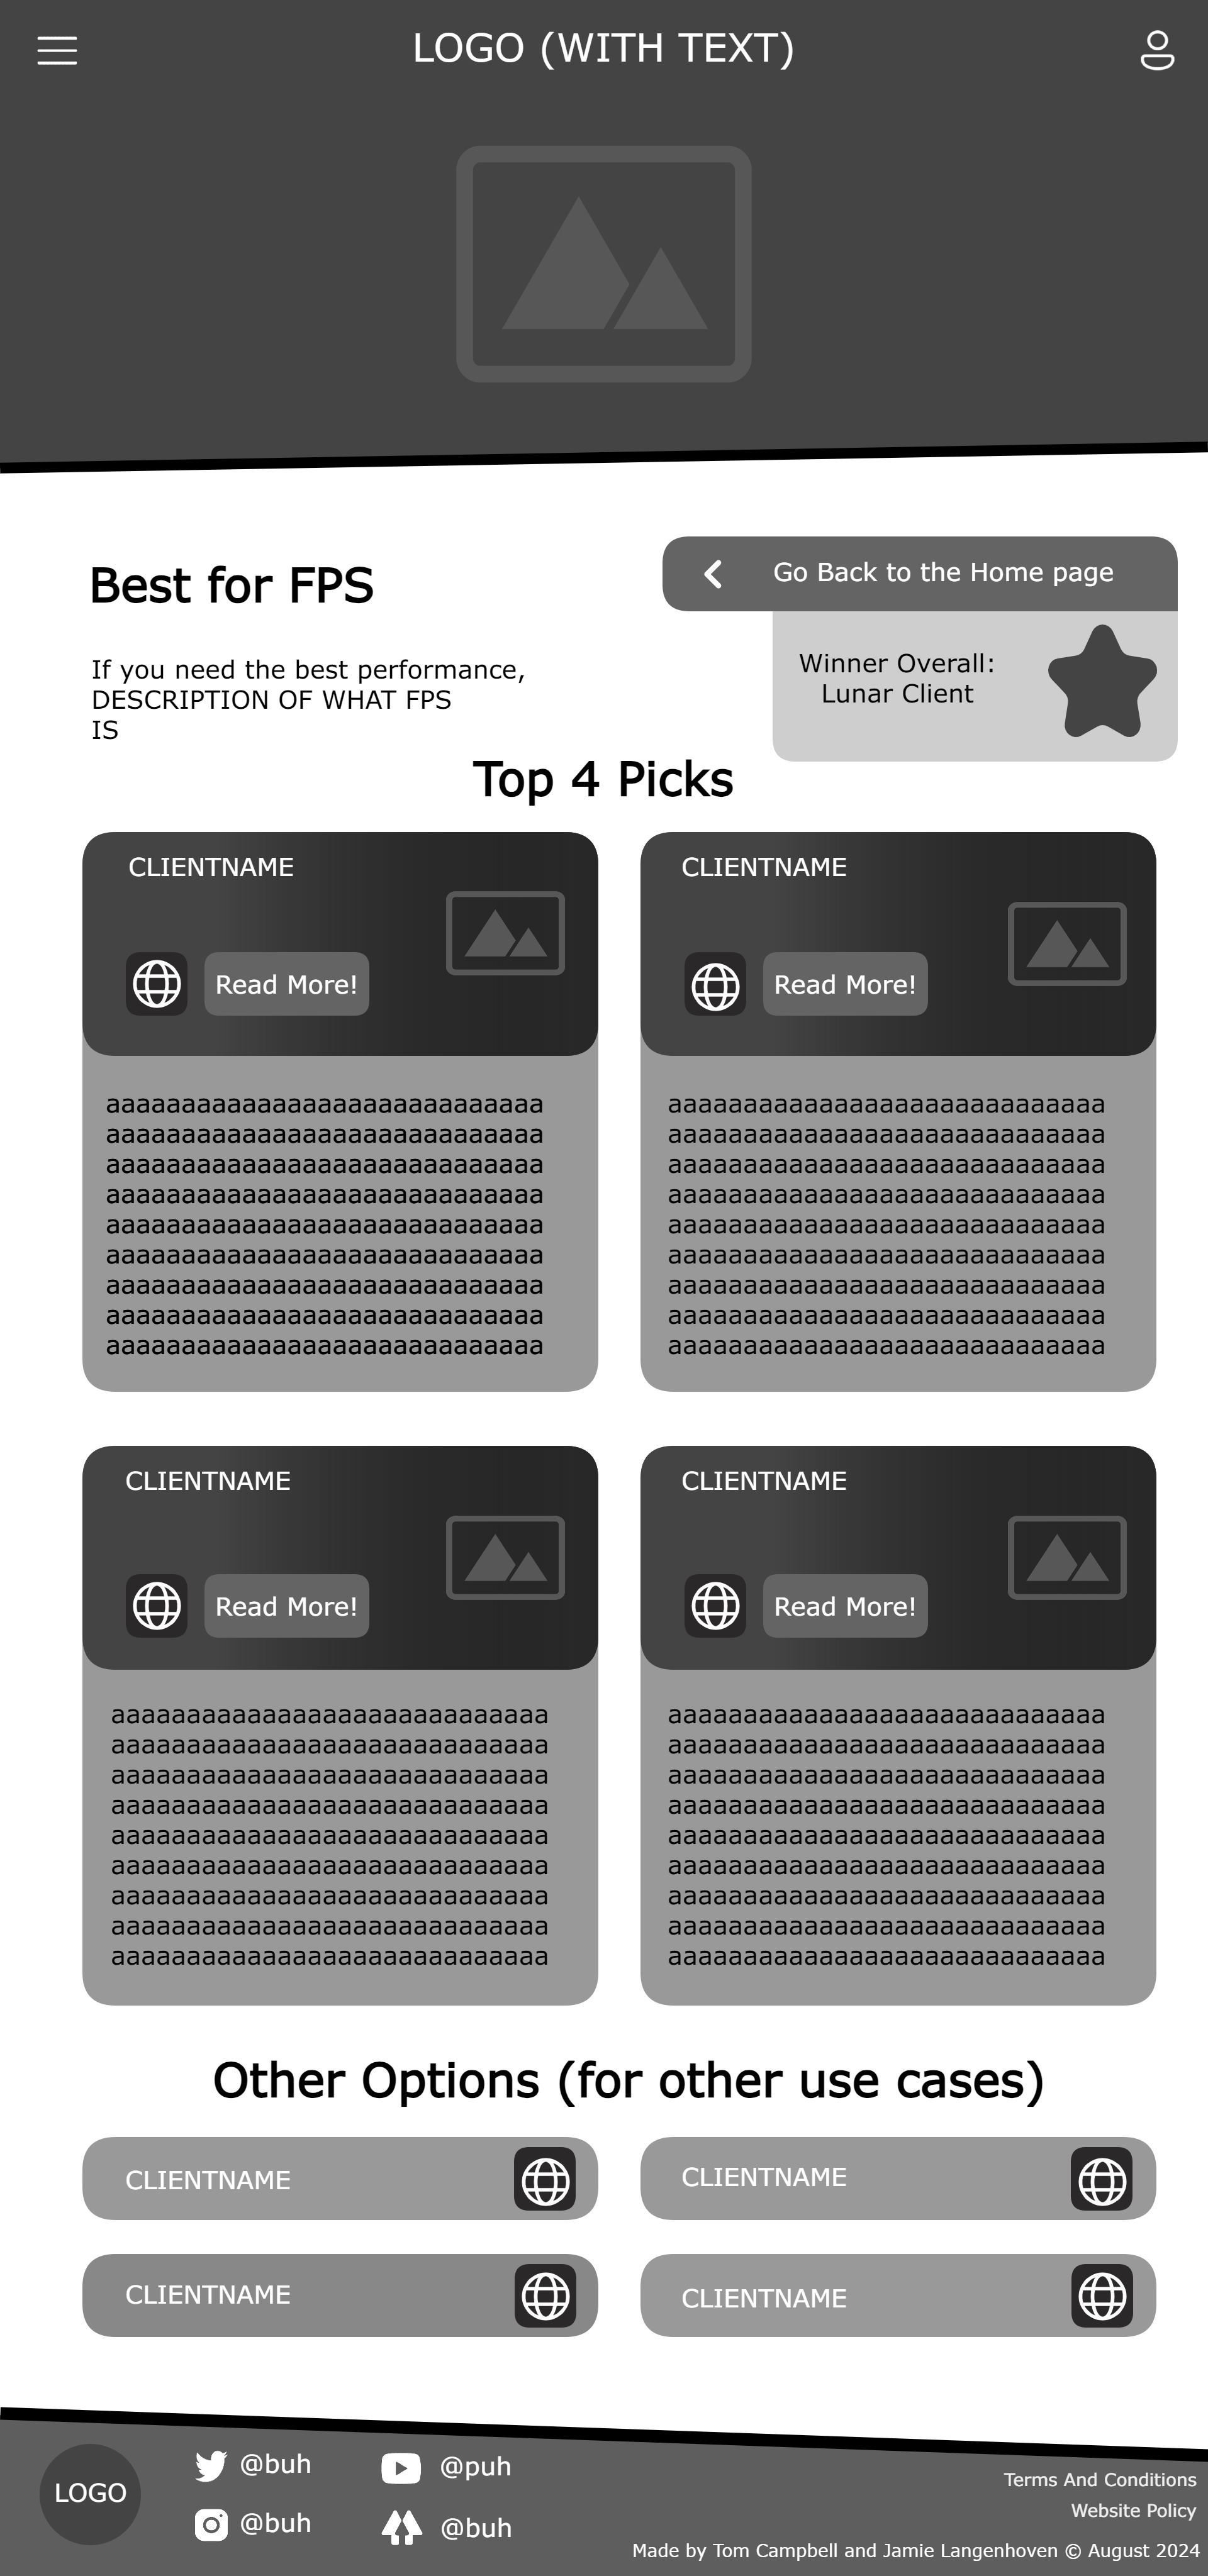 LOGO (WITH TEXT)
Best for FPS
Go Back to the Home page
If you need the best performance,
DESCRIPTION OF WHAT FPS
IS
Winner Overall:
Lunar Client
Top 4 Picks
CLIENTNAME
Read More!
aaaaaaaaaaaaaaaaaaaaaaaaaaaaa
aaaaaaaaaaaaaaaaaaaaaaaaaaaaa
aaaaaaaaaaaaaaaaaaaaaaaaaaaaa
aaaaaaaaaaaaaaaaaaaaaaaaaaaaa
aaaaaaaaaaaaaaaaaaaaaaaaaaaaa
aaaaaaaaaaaaaaaaaaaaaaaaaaaaa
aaaaaaaaaaaaaaaaaaaaaaaaaaaaa
aaaaaaaaaaaaaaaaaaaaaaaaaaaaa
aaaaaaaaaaaaaaaaaaaaaaaaaaaaa
CLIENTNAME
Read More!
aaaaaaaaaaaaaaaaaaaaaaaaaaaaa
aaaaaaaaaaaaaaaaaaaaaaaaaaaaa
aaaaaaaaaaaaaaaaaaaaaaaaaaaaa
aaaaaaaaaaaaaaaaaaaaaaaaaaaaa
aaaaaaaaaaaaaaaaaaaaaaaaaaaaa
aaaaaaaaaaaaaaaaaaaaaaaaaaaaa
aaaaaaaaaaaaaaaaaaaaaaaaaaaaa
aaaaaaaaaaaaaaaaaaaaaaaaaaaaa
aaaaaaaaaaaaaaaaaaaaaaaaaaaaa
CLIENTNAME
Read More!
aaaaaaaaaaaaaaaaaaaaaaaaaaaaa
aaaaaaaaaaaaaaaaaaaaaaaaaaaaa
aaaaaaaaaaaaaaaaaaaaaaaaaaaaa
aaaaaaaaaaaaaaaaaaaaaaaaaaaaa
aaaaaaaaaaaaaaaaaaaaaaaaaaaaa
aaaaaaaaaaaaaaaaaaaaaaaaaaaaa
aaaaaaaaaaaaaaaaaaaaaaaaaaaaa
aaaaaaaaaaaaaaaaaaaaaaaaaaaaa
aaaaaaaaaaaaaaaaaaaaaaaaaaaaa
CLIENTNAME
Read More!
aaaaaaaaaaaaaaaaaaaaaaaaaaaaa
aaaaaaaaaaaaaaaaaaaaaaaaaaaaa
aaaaaaaaaaaaaaaaaaaaaaaaaaaaa
aaaaaaaaaaaaaaaaaaaaaaaaaaaaa
aaaaaaaaaaaaaaaaaaaaaaaaaaaaa
aaaaaaaaaaaaaaaaaaaaaaaaaaaaa
aaaaaaaaaaaaaaaaaaaaaaaaaaaaa
aaaaaaaaaaaaaaaaaaaaaaaaaaaaa
aaaaaaaaaaaaaaaaaaaaaaaaaaaaa
Other Options (for other use cases)
CLIENTNAME
CLIENTNAME
CLIENTNAME
CLIENTNAME
LOGO
@buh
@puh
@buh
@buh
Terms And Conditions
Website Policy
Made by Tom Campbell and Jamie Langenhoven © August 2024